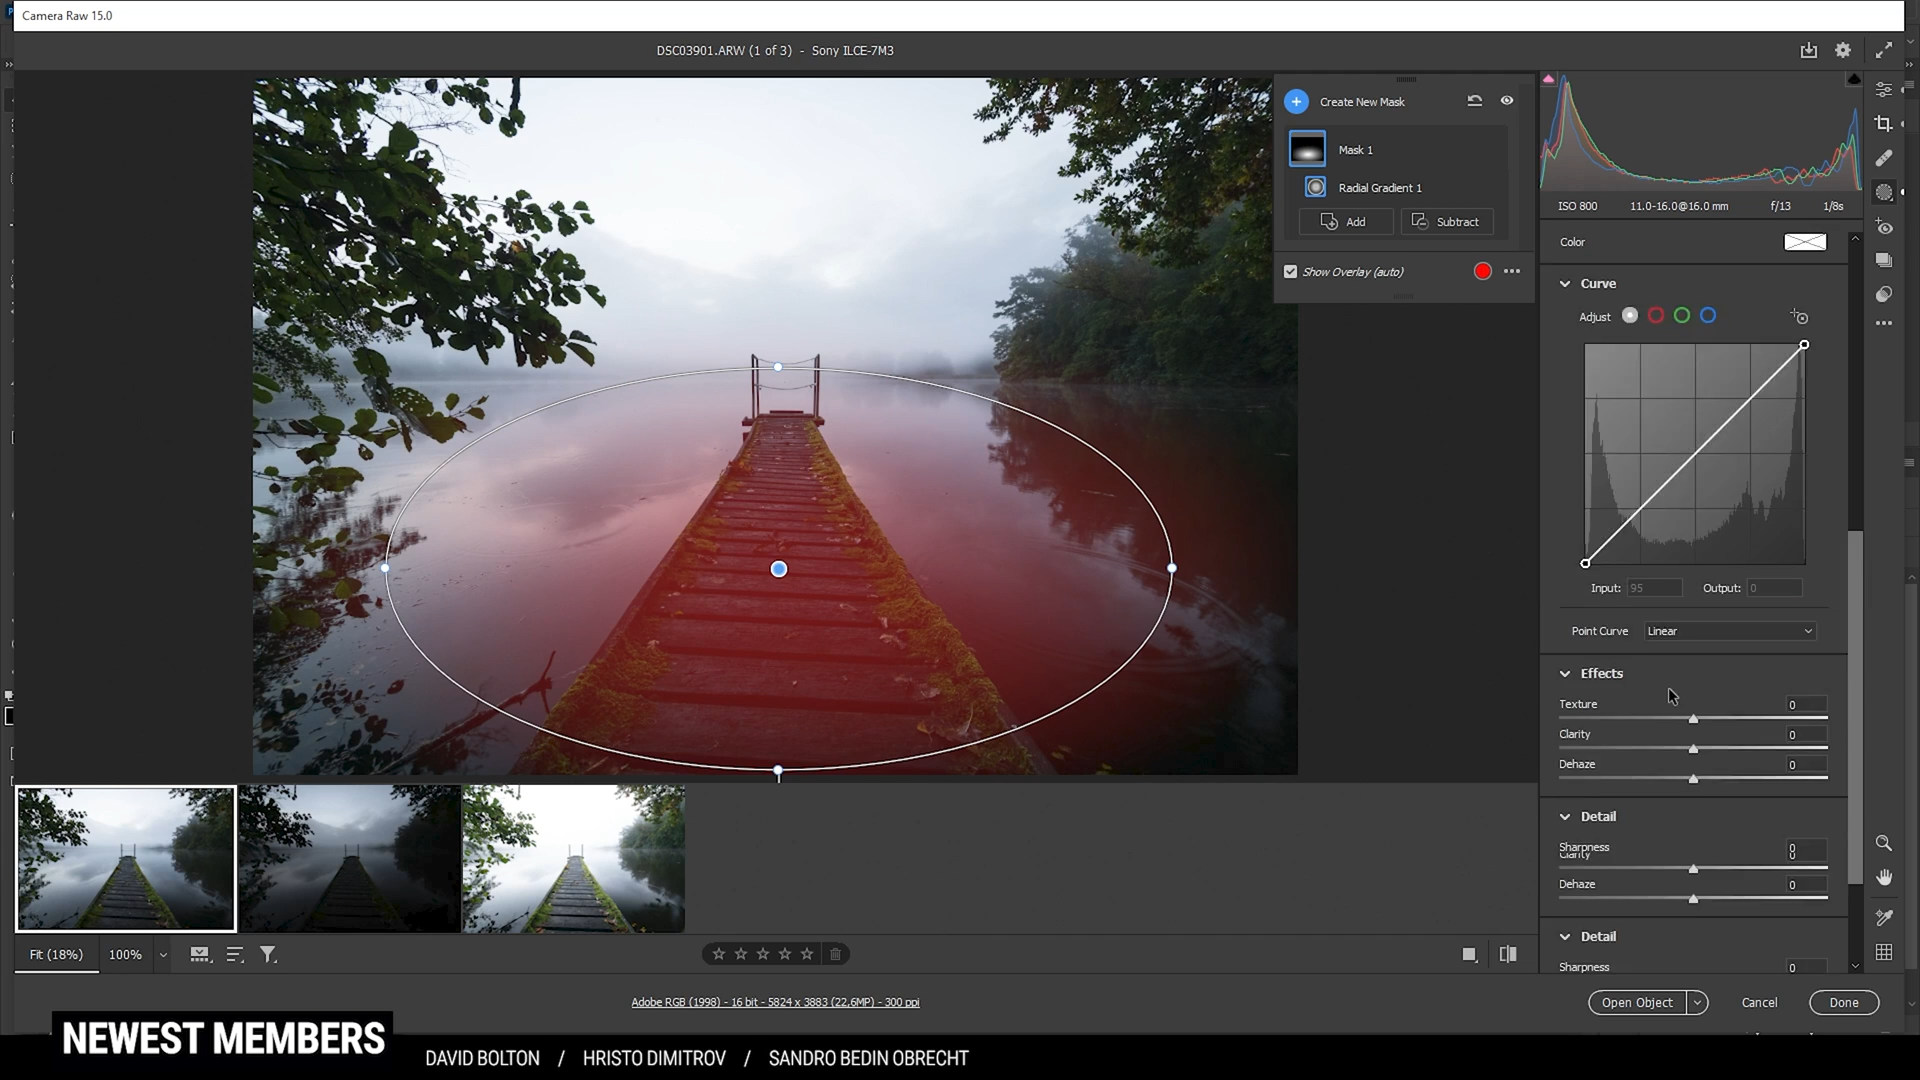 Camera Raw 15.0
DSC03901.ARW (1 of 3) - Sony ILCE-7M3
Create New Mask
Mask 1
Radial Gradient 1
Add
Subtract
Show Overlay (auto)
ISO 800
11.0-16.0@16.0 mm
f/13
1/8s
Color
Curve
Adjust
Input: 95
Output: 0
Point Curve
Linear
Effects
Texture
0
Clarity
0
Dehaze
0
Detail
Sharpness
0
Clarity
0
Dehaze
0
Detail
Sharpness
0
Fit (18%)
100%
Adobe RGB (1998) - 16 bit - 5824 x 3883 (22,6MP) - 300 ppi
Open Object
Cancel
Done
NEWEST MEMBERS
DAVID BOLTON / HRISTO DIMITROV / SANDRO BEDIN OBRECHT